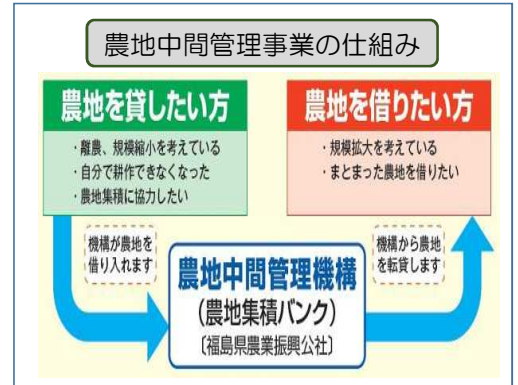 農地中間管理事業の仕組み
農地を貸したい方
・離農、規模縮小を考えている
・自分で耕作できなくなった
・農地集積に協力したい
農地を借りたい方
・規模拡大を考えている
・まとまった農地を借りたい
機構が農地を
借り入れます
農地中間管理機構
(農地集積バンク)
〔福島県農業振興公社〕
機構から農地
を転貸します